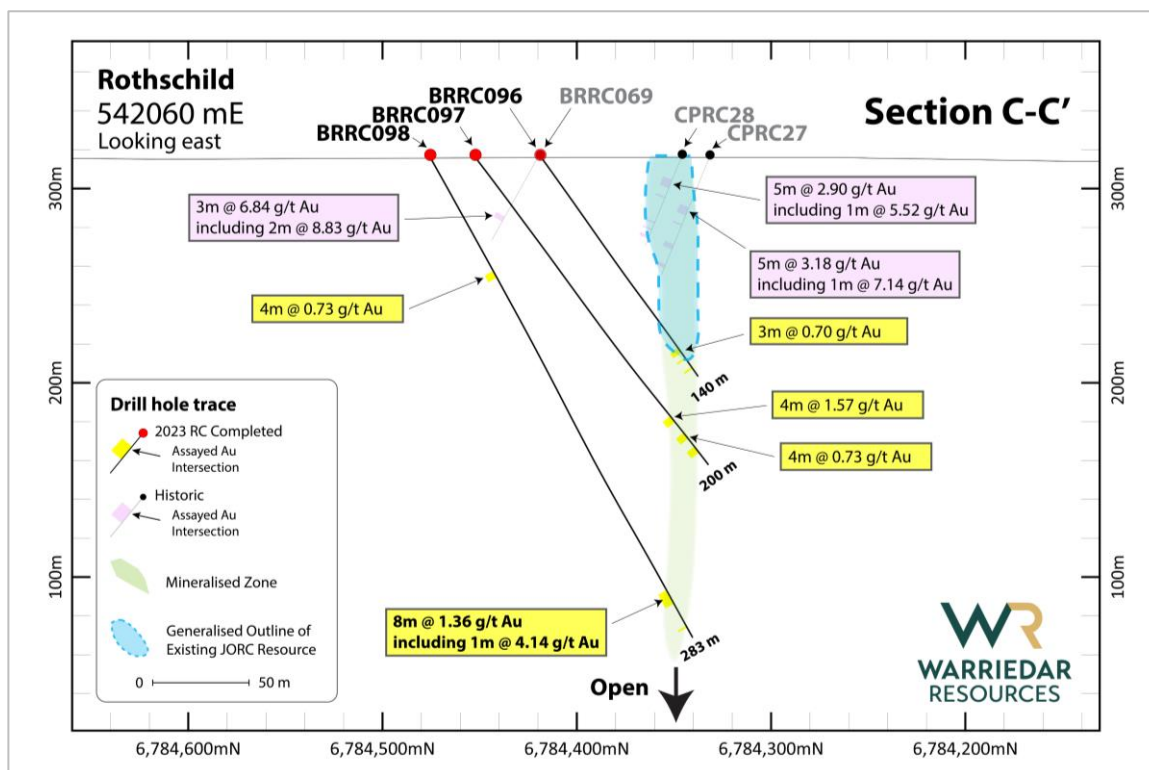 Rothschild
542060 mE
Looking east
BRRC098
BRRC097
BRRC096
BRRC069
CPRC28
CPRC27
Section C-C'
300m
200m
100m
300m
200m
100m
3m @ 6.84 g/t Au
including 2m @ 8.83 g/t Au
4m @ 0.73 g/t Au
5m @ 2.90 g/t Au
including 1m @ 5.52 g/t Au
5m @ 3.18 g/t Au
including 1m @ 7.14 g/t Au
3m @ 0.70 g/t Au
140 m
4m @ 1.57 g/t Au
4m @ 0.73 g/t Au
200 m
8m @ 1.36 g/t Au
including 1m @ 4.14 g/t Au
283 m
Open
Drill hole trace
2023 RC Completed
Assayed Au
Intersection
Historic
Assayed Au
Intersection
Mineralised Zone
Generalised Outline of
Existing JORC Resource
0 50 m
WR
WARRIEDAR
RESOURCES
6,784,600mN
6,784,500mN
6,784,400mN
6,784,300mN
6,784,200mN